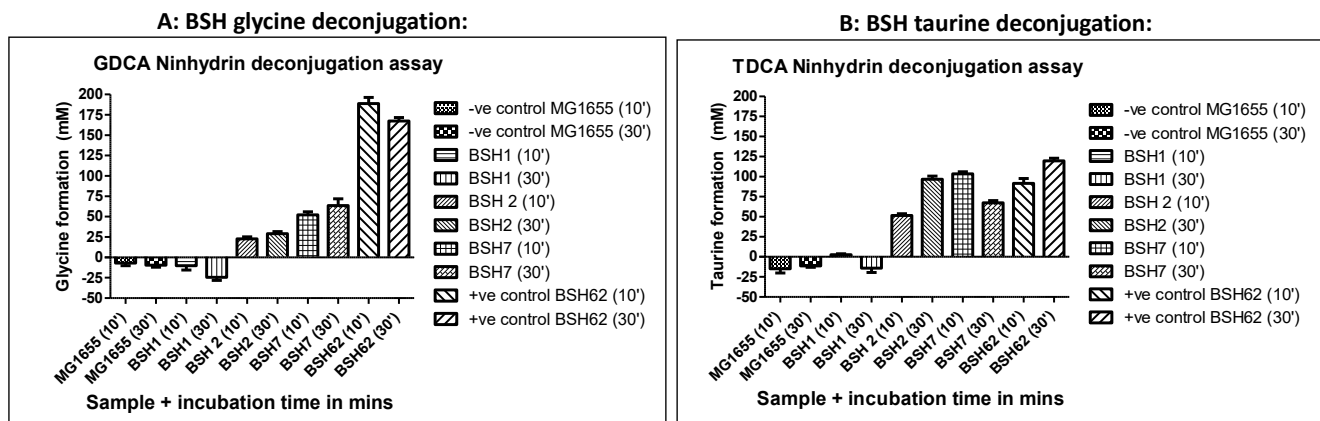 A: BSH glycine deconjugation:
GDCA Ninhydrin deconjugation assay
Glycine formation (mM)
200
175
150
125
100
75
50
25
0
-25
-50
MG1655 (10')
MG1655 (30')
BSH1 (10')
BSH1 (30')
BSH 2 (10')
BSH2 (30')
BSH7 (10')
BSH7 (30')
BSH62 (10')
BSH62 (30')
Sample + incubation time in mins
-ve control MG1655 (10')
-ve control MG1655 (30')
BSH1 (10')
BSH1 (30')
BSH 2 (10')
BSH2 (30')
BSH7 (10')
BSH7 (30')
+ve control BSH62 (10')
+ve control BSH62 (30')
B: BSH taurine deconjugation:
TDCA Ninhydrin deconjugation assay
Taurine formation (mM)
200
175
150
125
100
75
50
25
0
-25
-50
MG1655 (10')
MG1655 (30')
BSH1 (10')
BSH1 (30')
BSH 2 (10')
BSH2 (30')
BSH7 (10')
BSH7 (30')
BSH62 (10')
BSH62 (30')
Sample + incubation time in mins
-ve control MG1655 (10')
-ve control MG1655 (30')
BSH1 (10')
BSH1 (30')
BSH 2 (10')
BSH2 (30')
BSH7 (10')
BSH7 (30')
+ve control BSH62 (10')
+ve control BSH62 (30')